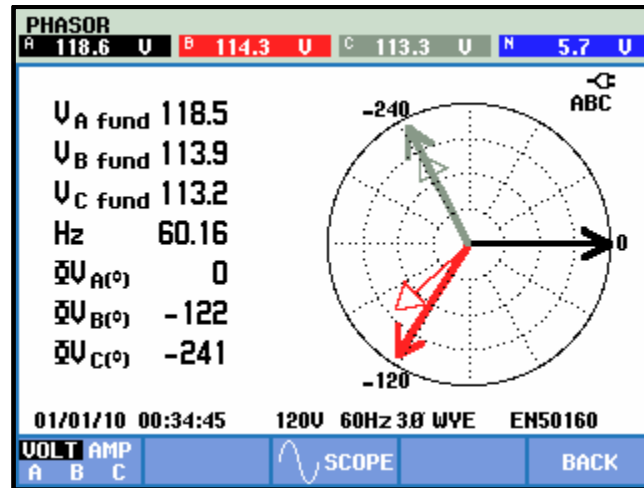 PHASOR
A 118.6 V B 114.3 V C 113.3 V N 5.7 V
ABC
VA fund 118.5
VB fund 113.9
VC fund 113.2
Hz 60.16
ΦVA(°) 0
ΦVB(°) -122
ΦVC(°) -241
-240
0
-120
01/01/10 00:34:45 120V 60Hz 3Ø WYE EN50160
VOLT AMP
A B C
SCOPE
BACK